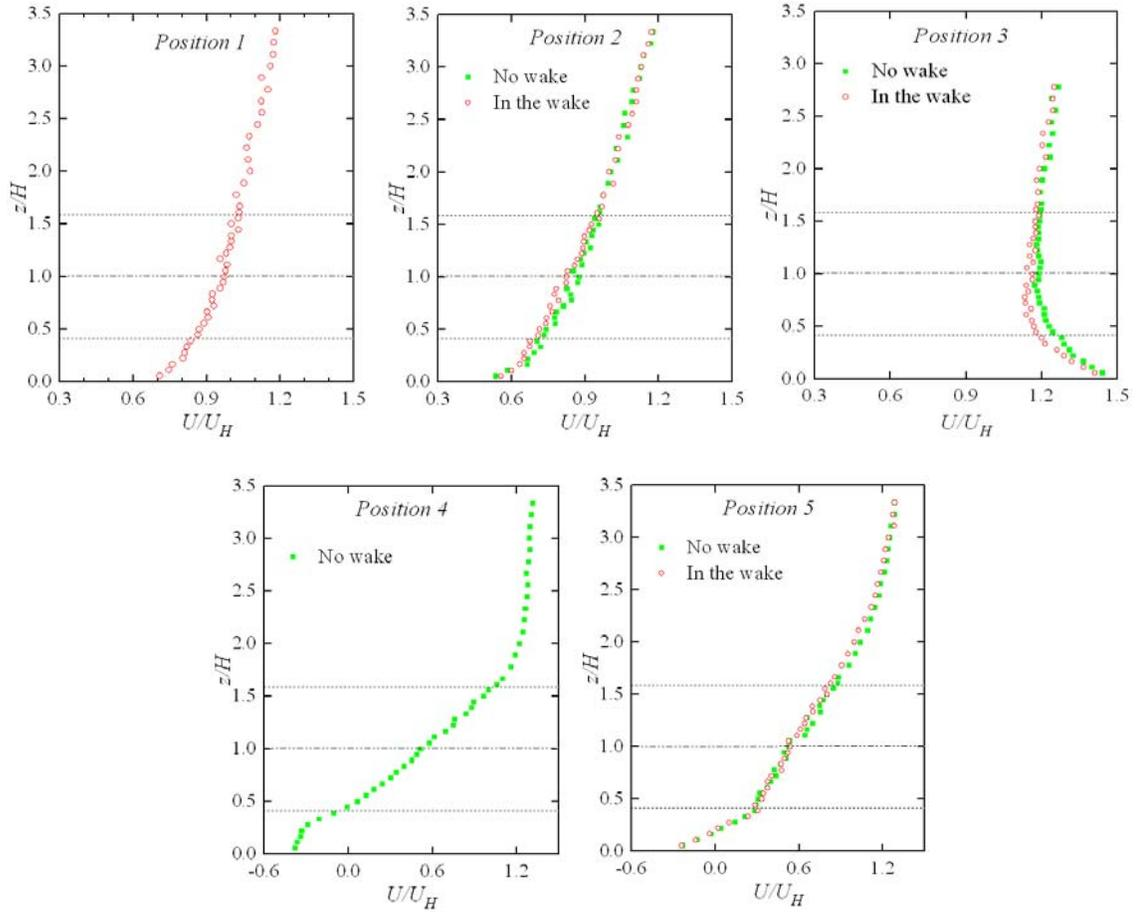 Position 1
3.5
3.0
2.5
2.0
1.5
1.0
0.5
0.0
z/H
0.3 0.6 0.9 1.2 1.5
U/U_H
Position 2
No wake
In the wake
3.5
3.0
2.5
2.0
1.5
1.0
0.5
0.0
z/H
0.3 0.6 0.9 1.2 1.5
U/U_H
Position 3
No wake
In the wake
3.5
3.0
2.5
2.0
1.5
1.0
0.5
0.0
z/H
0.3 0.6 0.9 1.2 1.5
U/U_H
Position 4
No wake
3.5
3.0
2.5
2.0
1.5
1.0
0.5
0.0
z/H
-0.6 0.0 0.6 1.2
U/U_H
Position 5
No wake
In the wake
3.5
3.0
2.5
2.0
1.5
1.0
0.5
0.0
z/H
-0.6 0.0 0.6 1.2
U/U_H